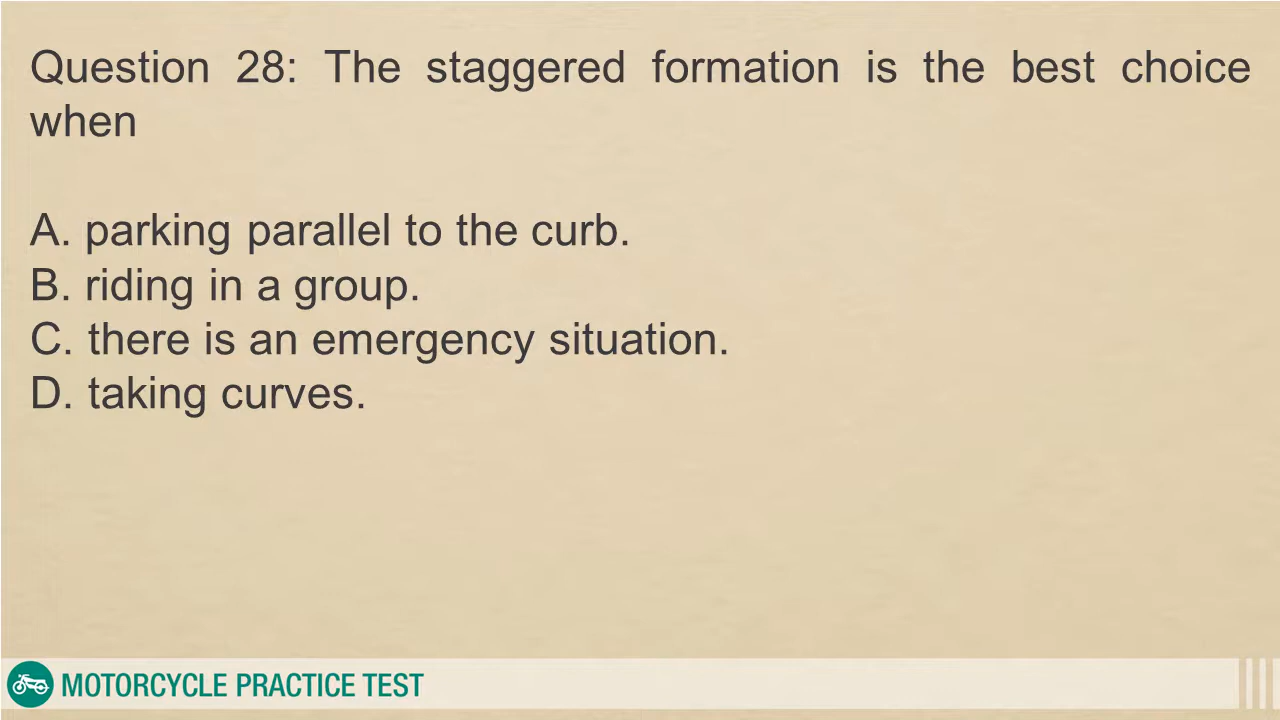 Question 28: The staggered formation is the best choice
when
A. parking parallel to the curb.
B. riding in a group.
C. there is an emergency situation.
D. taking curves.
MOTORCYCLE PRACTICE TEST